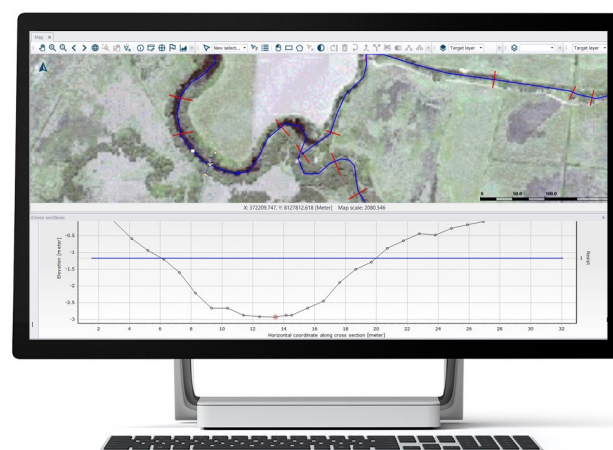 Map x
New select...
Target layer
Target layer
0 50.0 100.0
X: 372209.747, Y: 8127812.618 [Meter] Map scale: 2080.546
Cross sections x
Elevation [meter]
-0.5
-1
-1.5
-2
-2.5
-3
1
2 4 6 8 10 12 14 16 18 20 22 24 26 28 30 32
Horizontal coordinate along cross section [meter]